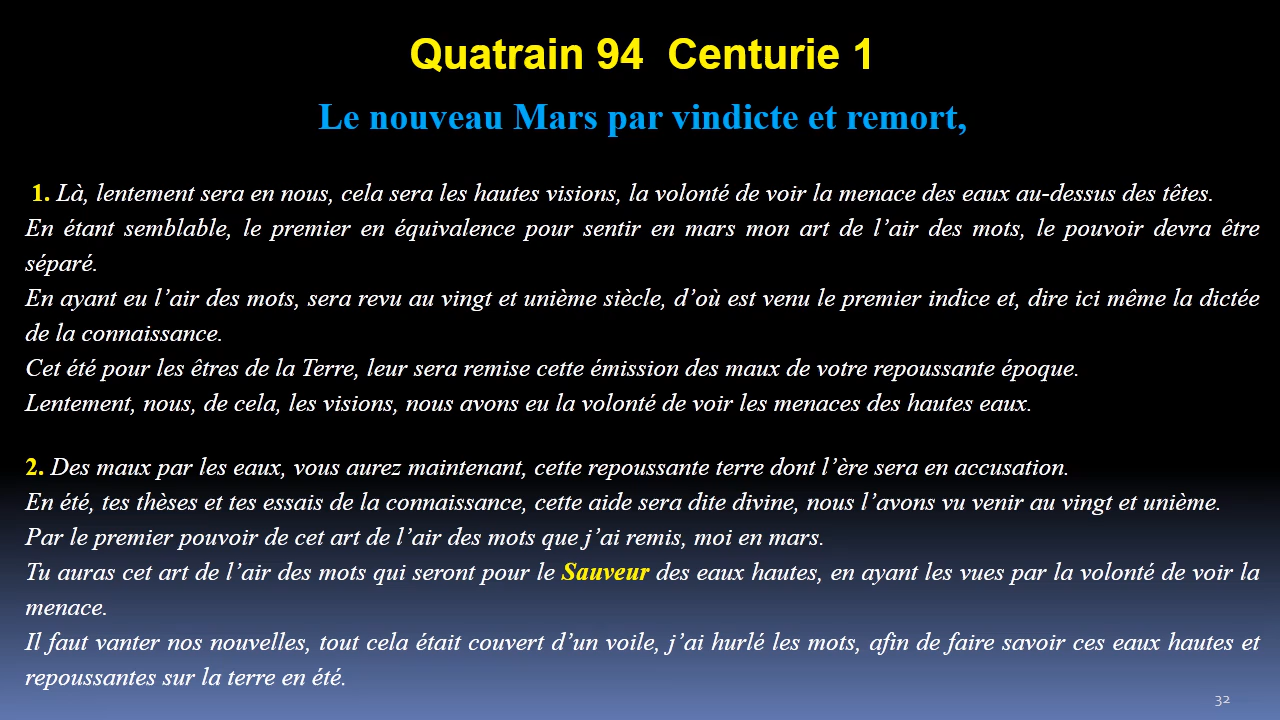 Quatrain 94 Centurie 1
Le nouveau Mars par vindicte et remort,
1. Là, lentement sera en nous, cela sera les hautes visions, la volonté de voir la menace des eaux au-dessus des têtes.
En étant semblable, le premier en équivalence pour sentir en mars mon art de l’air des mots, le pouvoir devra être
séparé.
En ayant eu l’air des mots, sera revu au vingt et unième siècle, d’où est venu le premier indice et, dire ici même la dictée
de la connaissance.
Cet été pour les êtres de la Terre, leur sera remise cette émission des maux de votre repoussante époque.
Lentement, nous, de cela, les visions, nous avons eu la volonté de voir les menaces des hautes eaux.
2. Des maux par les eaux, vous aurez maintenant, cette repoussante terre dont l’ère sera en accusation.
En été, tes thèses et tes essais de la connaissance, cette aide sera dite divine, nous l’avons vu venir au vingt et unième.
Par le premier pouvoir de cet art de l’air des mots que j’ai remis, moi en mars.
Tu auras cet art de l’air des mots qui seront pour le Sauveur des eaux hautes, en ayant les vues par la volonté de voir la
menace.
Il faut vanter nos nouvelles, tout cela était couvert d’un voile, j’ai hurlé les mots, afin de faire savoir ces eaux hautes et
repoussantes sur la terre en été.
32